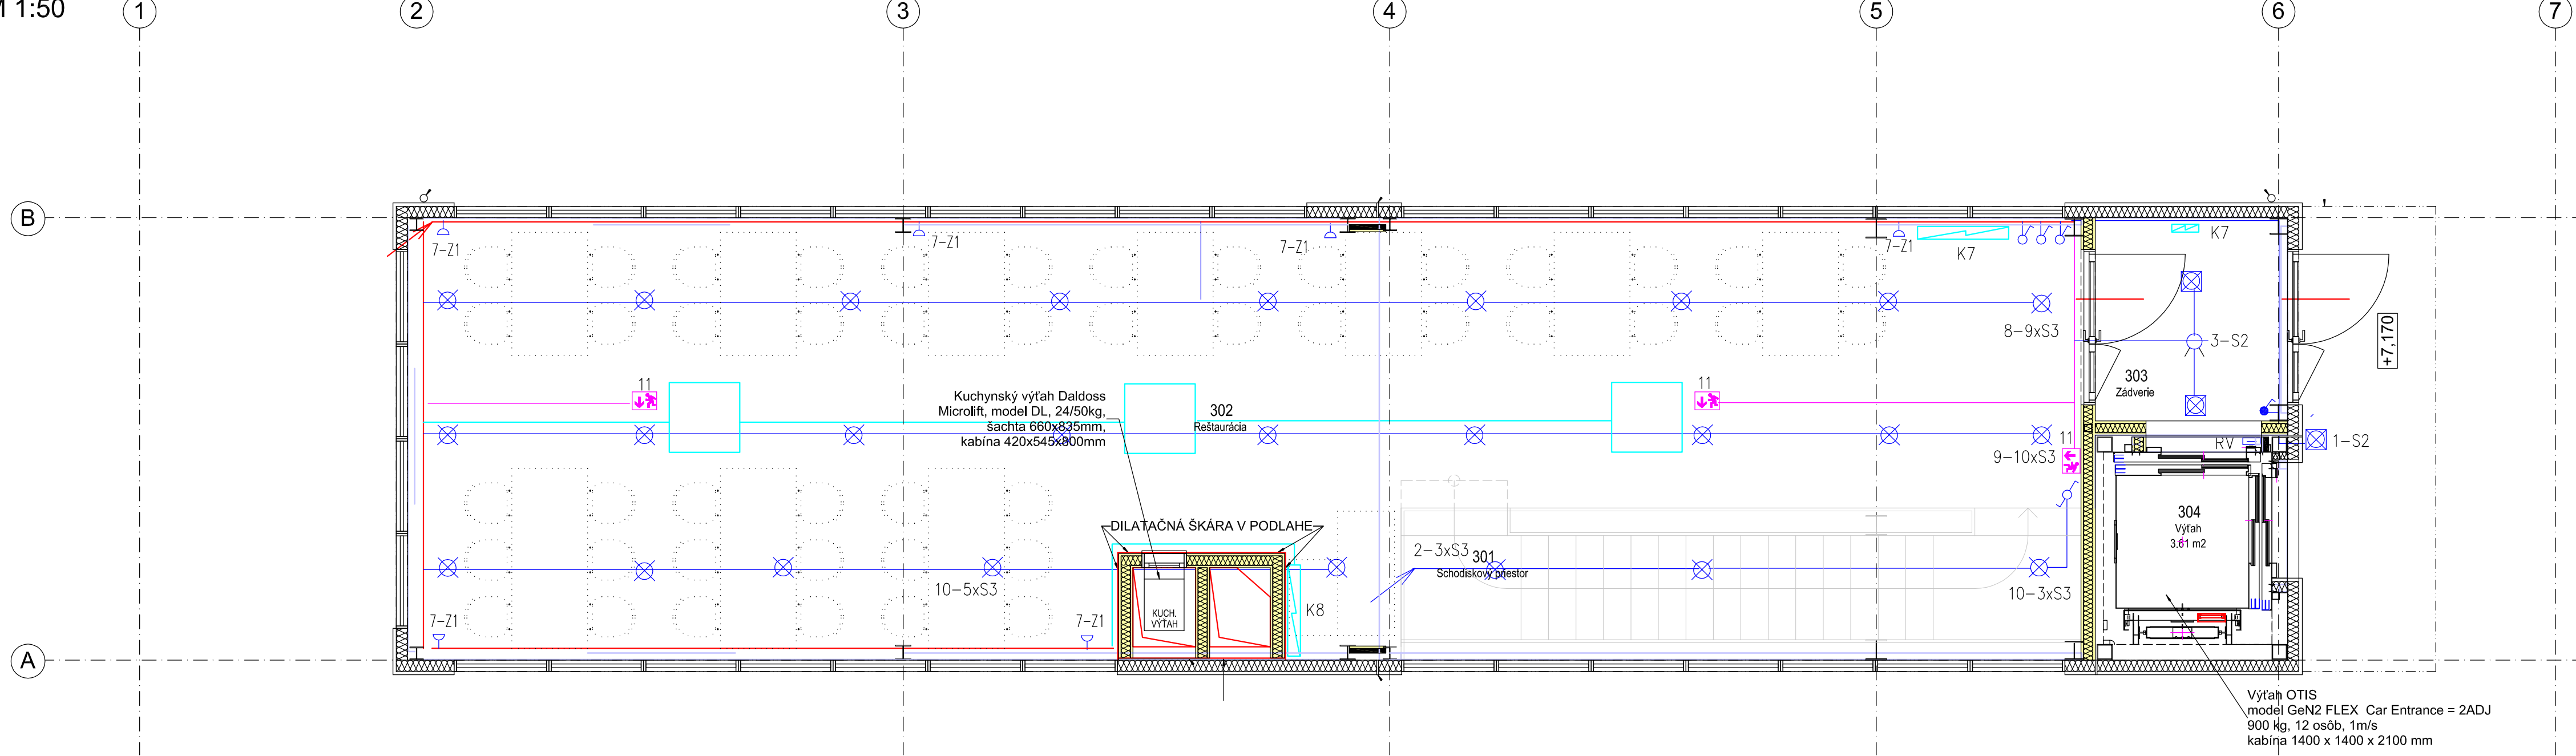 M 1:50
1
2
3
4
5
6
7
B
7-Z1
7-Z1
7-Z1
7-Z1
K7
K7
8-9xS3
3-S2
+7,170
303
Zádverie
11
11
Kuchynský výťah Daldoss
Microlift, model DL, 24/50kg,
šachta 660x835mm,
kabína 420x545x800mm
302
Reštaurácia
11
9-10xS3
RV
1-S2
304
Výťah
3.61 m2
DILATAČNÁ ŠKÁRA V PODLAHE
2-3xS3
301
Schodiskový priestor
10-5xS3
10-3xS3
K8
KUCH.
VÝŤAH
7-Z1
7-Z1
A
Výťah OTIS
model GeN2 FLEX Car Entrance = 2ADJ
900 kg, 12 osôb, 1m/s
kabína 1400 x 1400 x 2100 mm